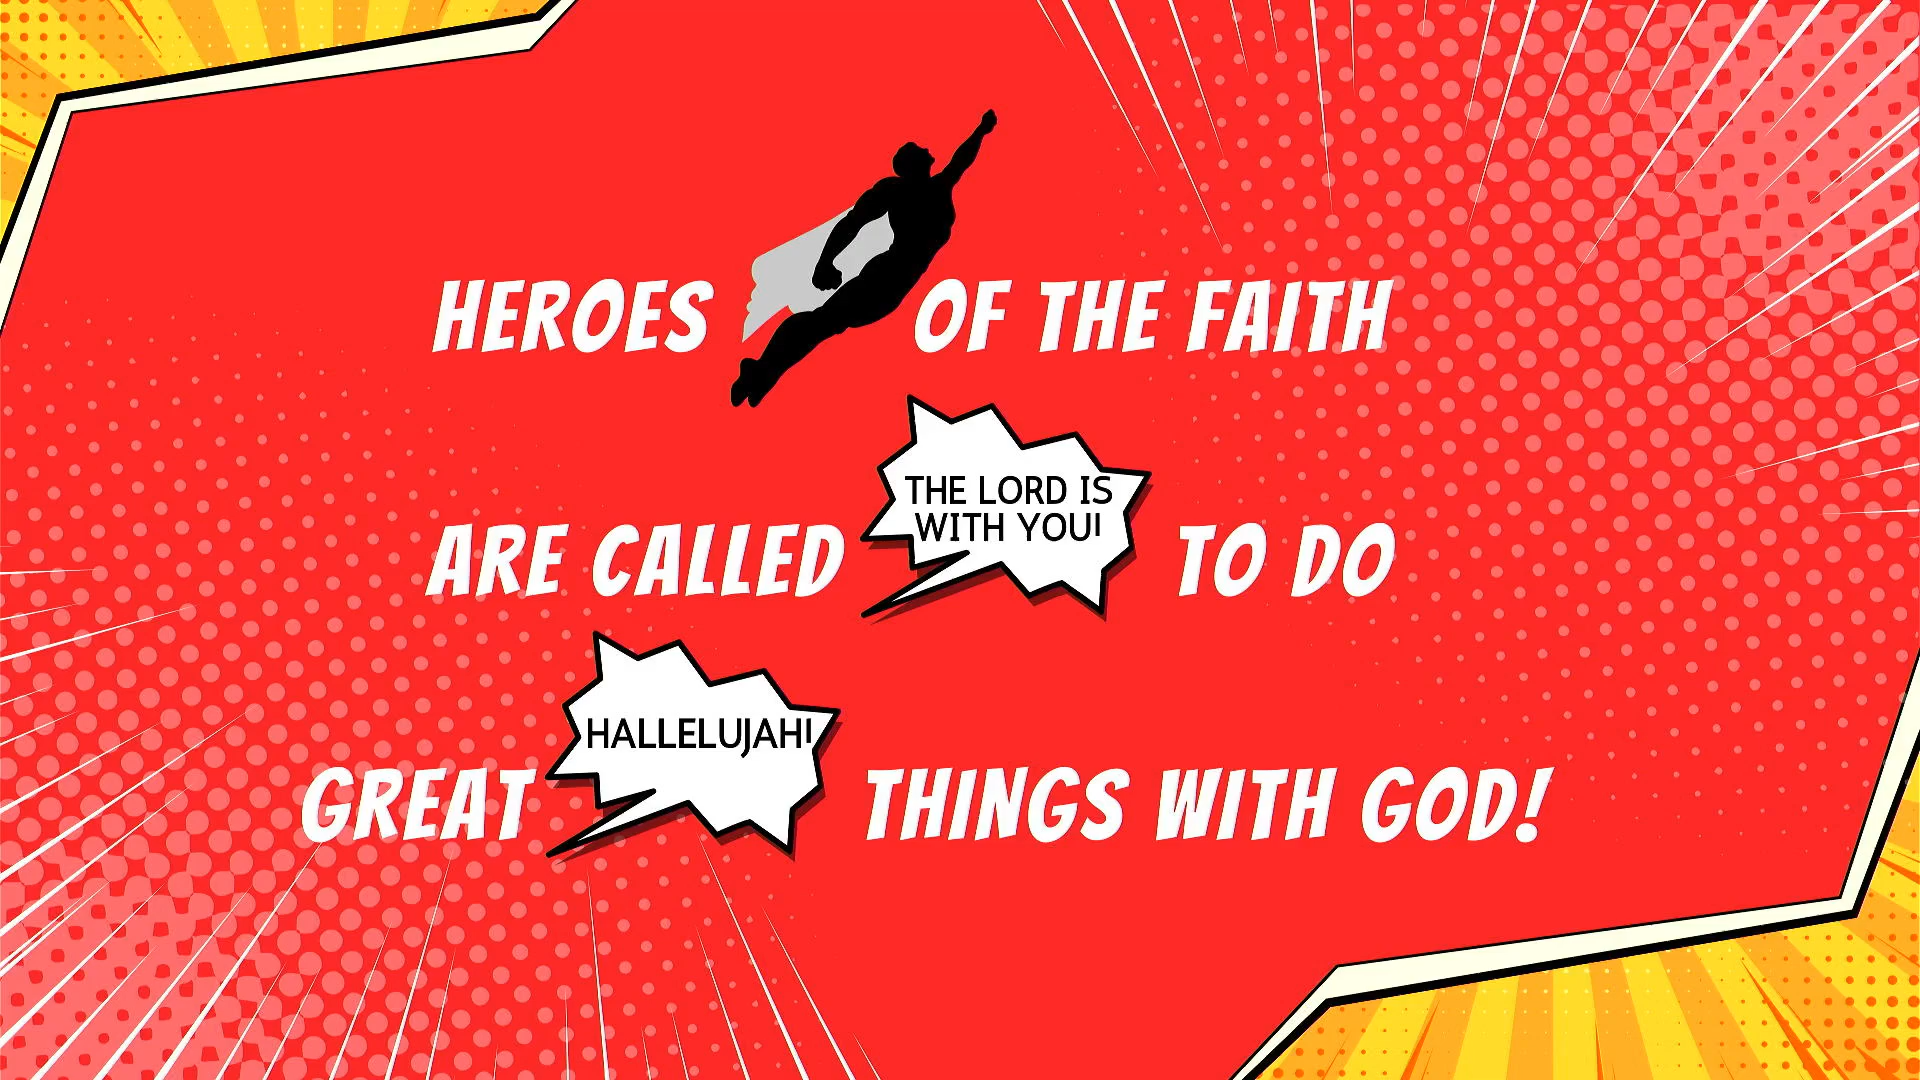 HEROES OF THE FAITH
THE LORD IS
WITH YOU!
ARE CALLED TO DO
HALLELUJAH!
GREAT THINGS WITH GOD!